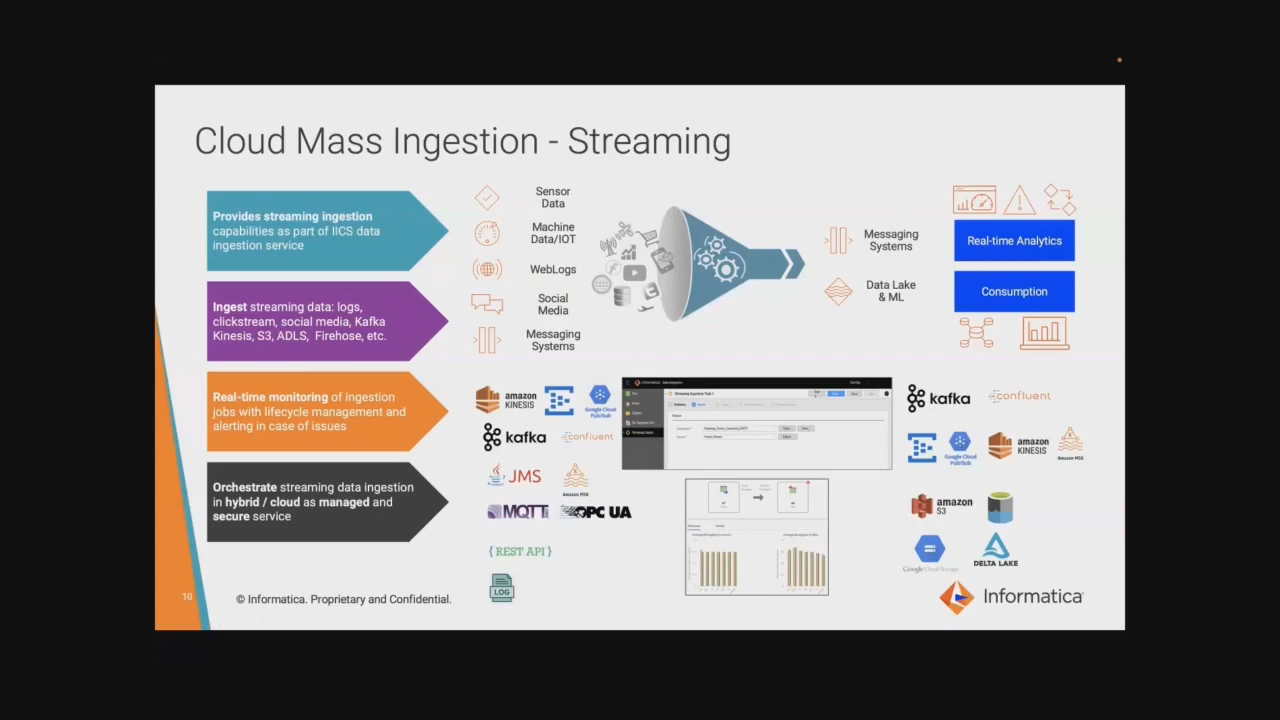 Cloud Mass Ingestion - Streaming
Provides streaming ingestion
capabilities as part of IICS data
ingestion service
Ingest streaming data: logs,
clickstream, social media, Kafka
Kinesis, S3, ADLS, Firehose, etc.
Real-time monitoring of ingestion
jobs with lifecycle management and
alerting in case of issues
Orchestrate streaming data ingestion
in hybrid / cloud as managed and
secure service
Sensor
Data
Machine
Data/IOT
WebLogs
Social
Media
Messaging
Systems
Messaging
Systems
Data Lake
& ML
Real-time Analytics
Consumption
amazon
KINESIS
Google Cloud
Pub/Sub
kafka
confluent
JMS
Amazon MSK
MQTT
OPC UA
{ REST API }
LOG
Informatica
Streaming Ingestion Task 1
kafka
confluent
Google Cloud
Pub/Sub
amazon
KINESIS
Amazon MSK
amazon
S3
Google Cloud Storage
DELTA LAKE
10
© Informatica. Proprietary and Confidential.
Informatica